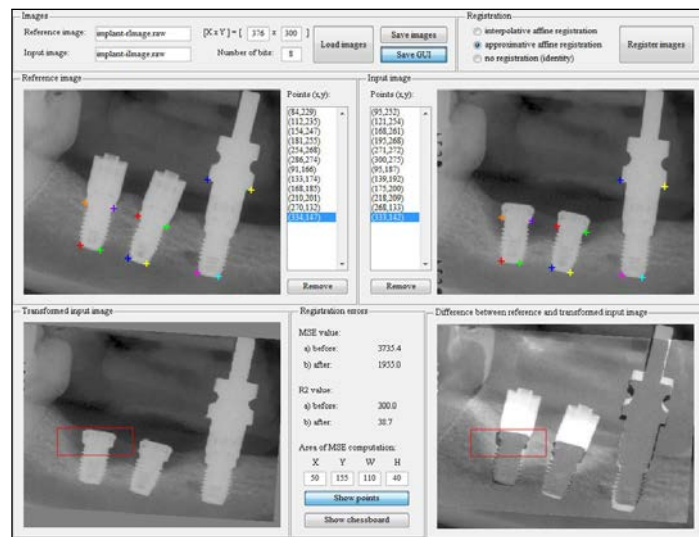 Images
Reference image: implant-rImage.raw [X x Y] = [ 376 x 300 ]
Input image: implant-iImage.raw Number of bits: 8
Load images
Save images
Save GUI
Registration
interpolative affine registration
approximative affine registration
no registration (identity)
Register images
Reference image
Points (x,y):
(84,229)
(112,235)
(154,247)
(181,255)
(254,268)
(286,274)
(91,166)
(133,174)
(168,185)
(210,201)
(270,132)
(334,147)
Remove
Input image
Points (x,y):
(95,252)
(121,254)
(168,261)
(195,268)
(271,272)
(300,275)
(95,187)
(139,192)
(175,200)
(218,209)
(268,133)
(333,142)
Remove
Transformed input image
Registration errors
MSE value:
a) before: 3735.4
b) after: 1955.0
R2 value:
a) before: 300.0
b) after: 38.7
Area of MSE computation:
X Y W H
50 155 110 40
Show points
Show chessboard
Difference between reference and transformed input image